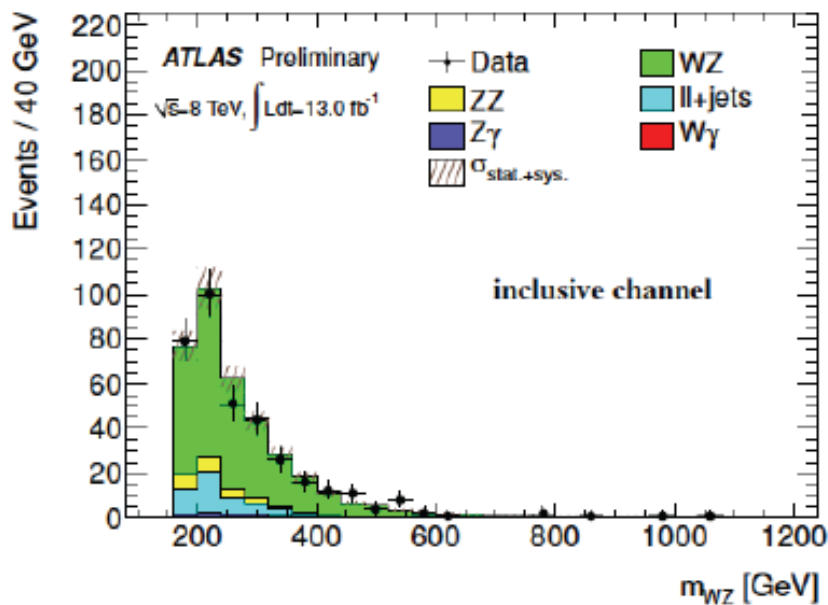 Events / 40 GeV
220
200
180
160
140
120
100
80
60
40
20
0
ATLAS Preliminary
√s=8 TeV, ∫Ldt=13.0 fb⁻¹
Data
WZ
ZZ
ll+jets
Zγ
Wγ
σstat.+sys.
inclusive channel
200 400 600 800 1000 1200
mWZ [GeV]